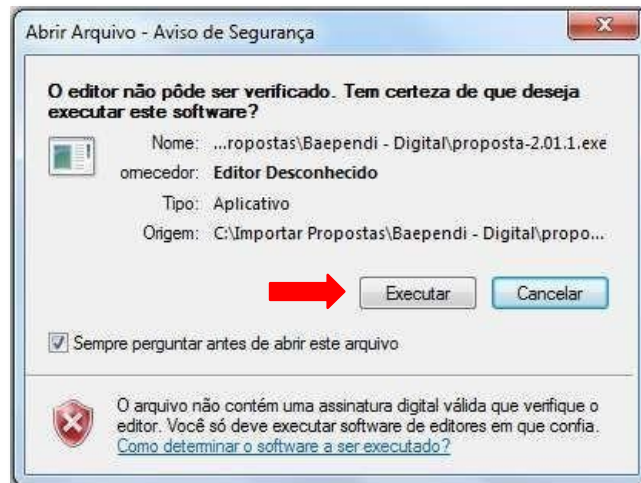 Abrir Arquivo - Aviso de Segurança
O editor não pôde ser verificado. Tem certeza de que deseja
executar este software?
Nome: ...ropostas\Baependi - Digital\proposta-2.01.1.exe
omecedor: Editor Desconhecido
Tipo: Aplicativo
Origem: C:\Importar Propostas\Baependi - Digital\propo...
Executar Cancelar
Sempre perguntar antes de abrir este arquivo
O arquivo não contém uma assinatura digital válida que verifique o
editor. Você só deve executar software de editores em que confia.
Como determinar o software a ser executado?